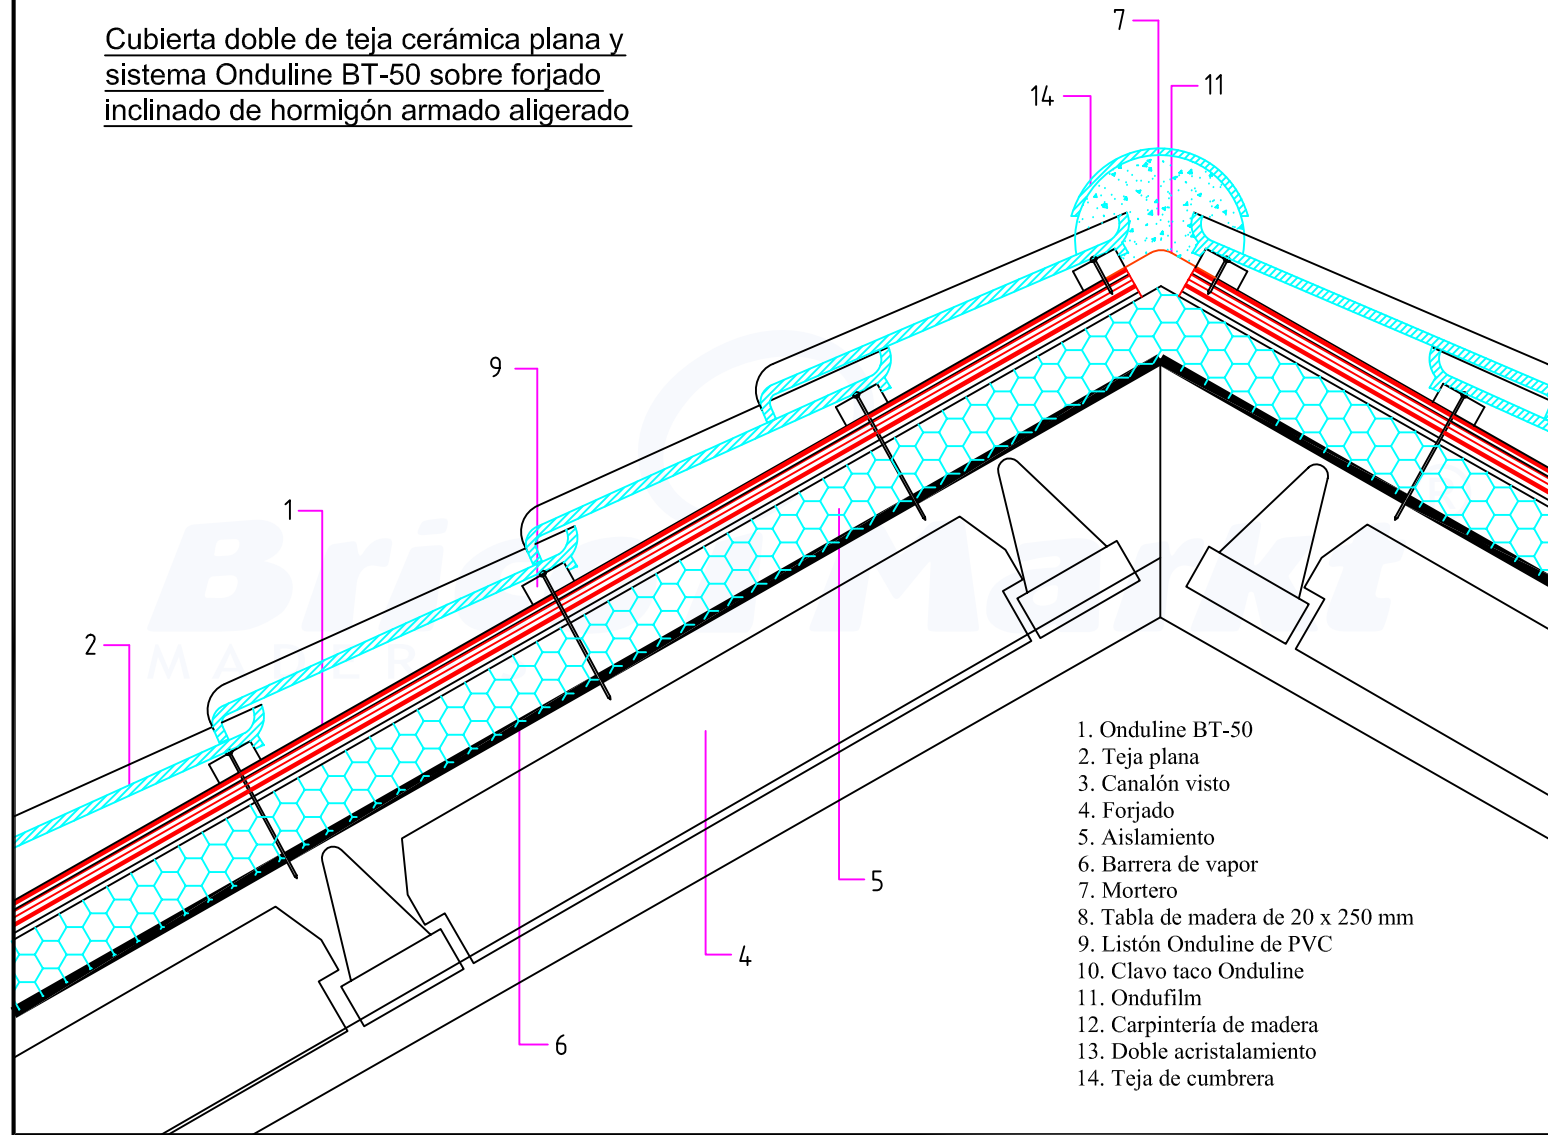 Cubierta doble de teja cerámica plana y
sistema Onduline BT-50 sobre forjado
inclinado de hormigón armado aligerado
7
11
14
9
1
2
5
4
6
1. Onduline BT-50
2. Teja plana
3. Canalón visto
4. Forjado
5. Aislamiento
6. Barrera de vapor
7. Mortero
8. Tabla de madera de 20 x 250 mm
9. Listón Onduline de PVC
10. Clavo taco Onduline
11. Ondufilm
12. Carpintería de madera
13. Doble acristalamiento
14. Teja de cumbrera